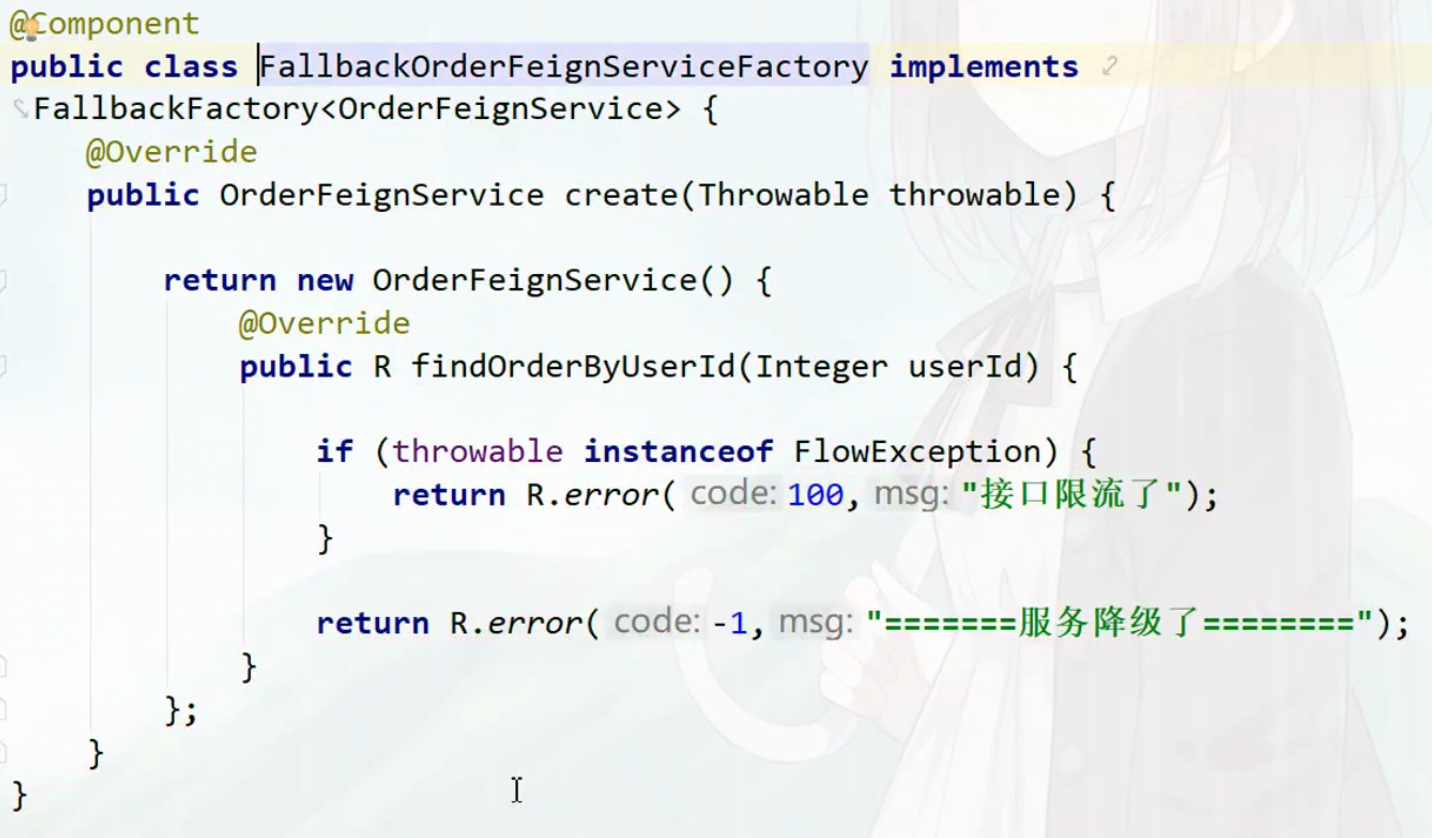 @Component
public class FallbackOrderFeignServiceFactory implements
FallbackFactory<OrderFeignService> {
@Override
public OrderFeignService create(Throwable throwable) {
return new OrderFeignService() {
@Override
public R findOrderByUserId(Integer userId) {
if (throwable instanceof FlowException) {
return R.error( code: 100, msg: "接口限流了");
}
return R.error( code: -1, msg: "=======服务降级了========");
}
};
}
}